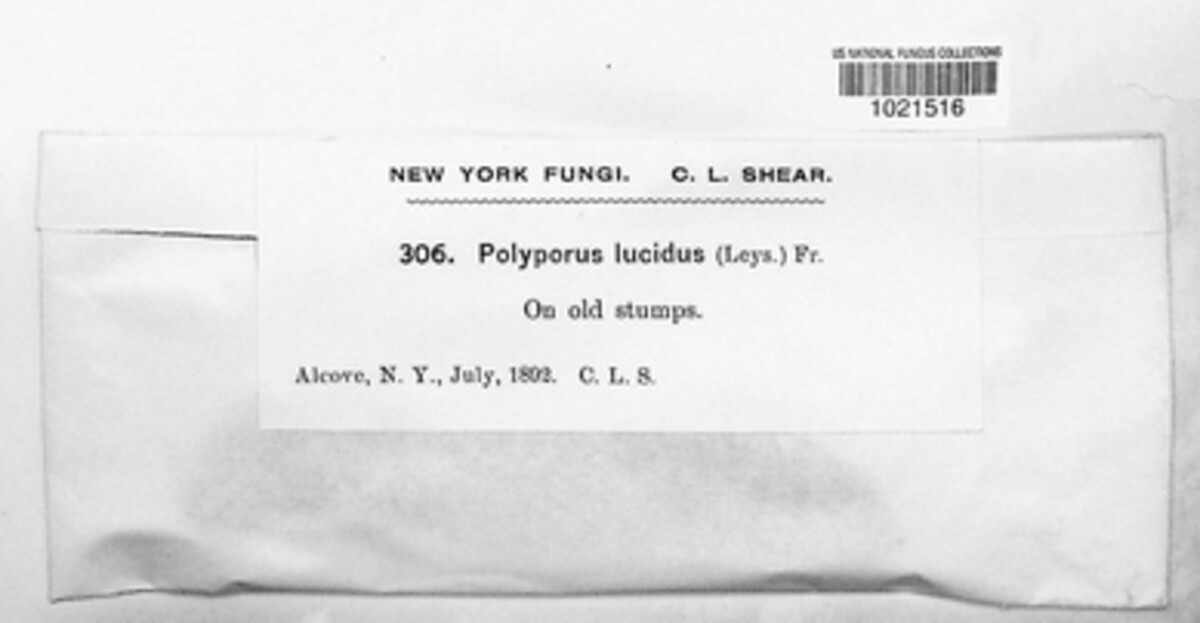 US NATIONAL FUNGUS COLLECTIONS
1021516
NEW YORK FUNGI. C. L. SHEAR.
306. Polyporus lucidus (Leys.) Fr.
On old stumps.
Alcove, N. Y., July, 1892. C. L. S.